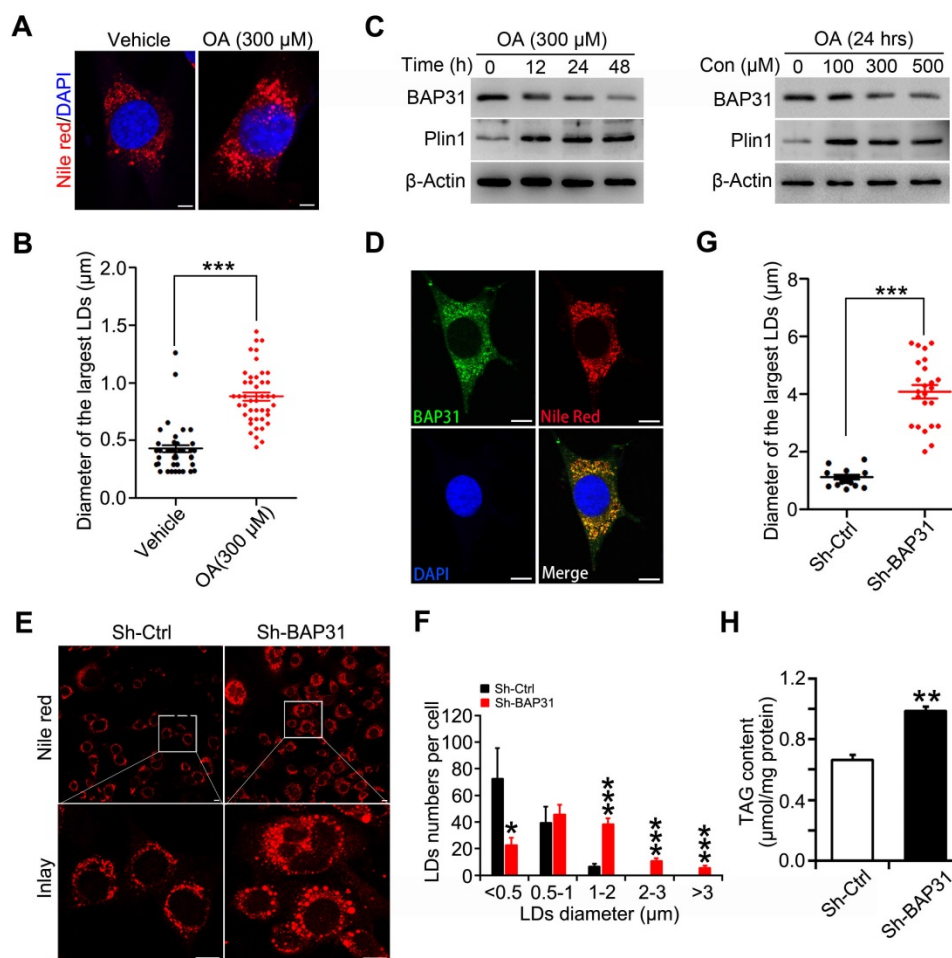 A
Vehicle
OA (300 µM)
Nile red/DAPI
B
Diameter of the largest LDs (µm)
2.0
1.5
1.0
0.5
0.0
***
Vehicle
OA(300 µM)
C
OA (300 µM)
Time (h) 0 12 24 48
BAP31
Plin1
β-Actin
OA (24 hrs)
Con (µM) 0 100 300 500
BAP31
Plin1
β-Actin
D
BAP31
Nile Red
DAPI
Merge
G
Diameter of the largest LDs (µm)
8
6
4
2
0
***
Sh-Ctrl
Sh-BAP31
E
Sh-Ctrl
Sh-BAP31
Nile red
Inlay
F
Sh-Ctrl
Sh-BAP31
LDs numbers per cell
120
100
80
60
40
20
0
*
***
***
***
<0.5 0.5-1 1-2 2-3 >3
LDs diameter (µm)
H
TAG content
(µmol/mg protein)
1.2
0.9
0.6
0.3
0.0
**
Sh-Ctrl
Sh-BAP31